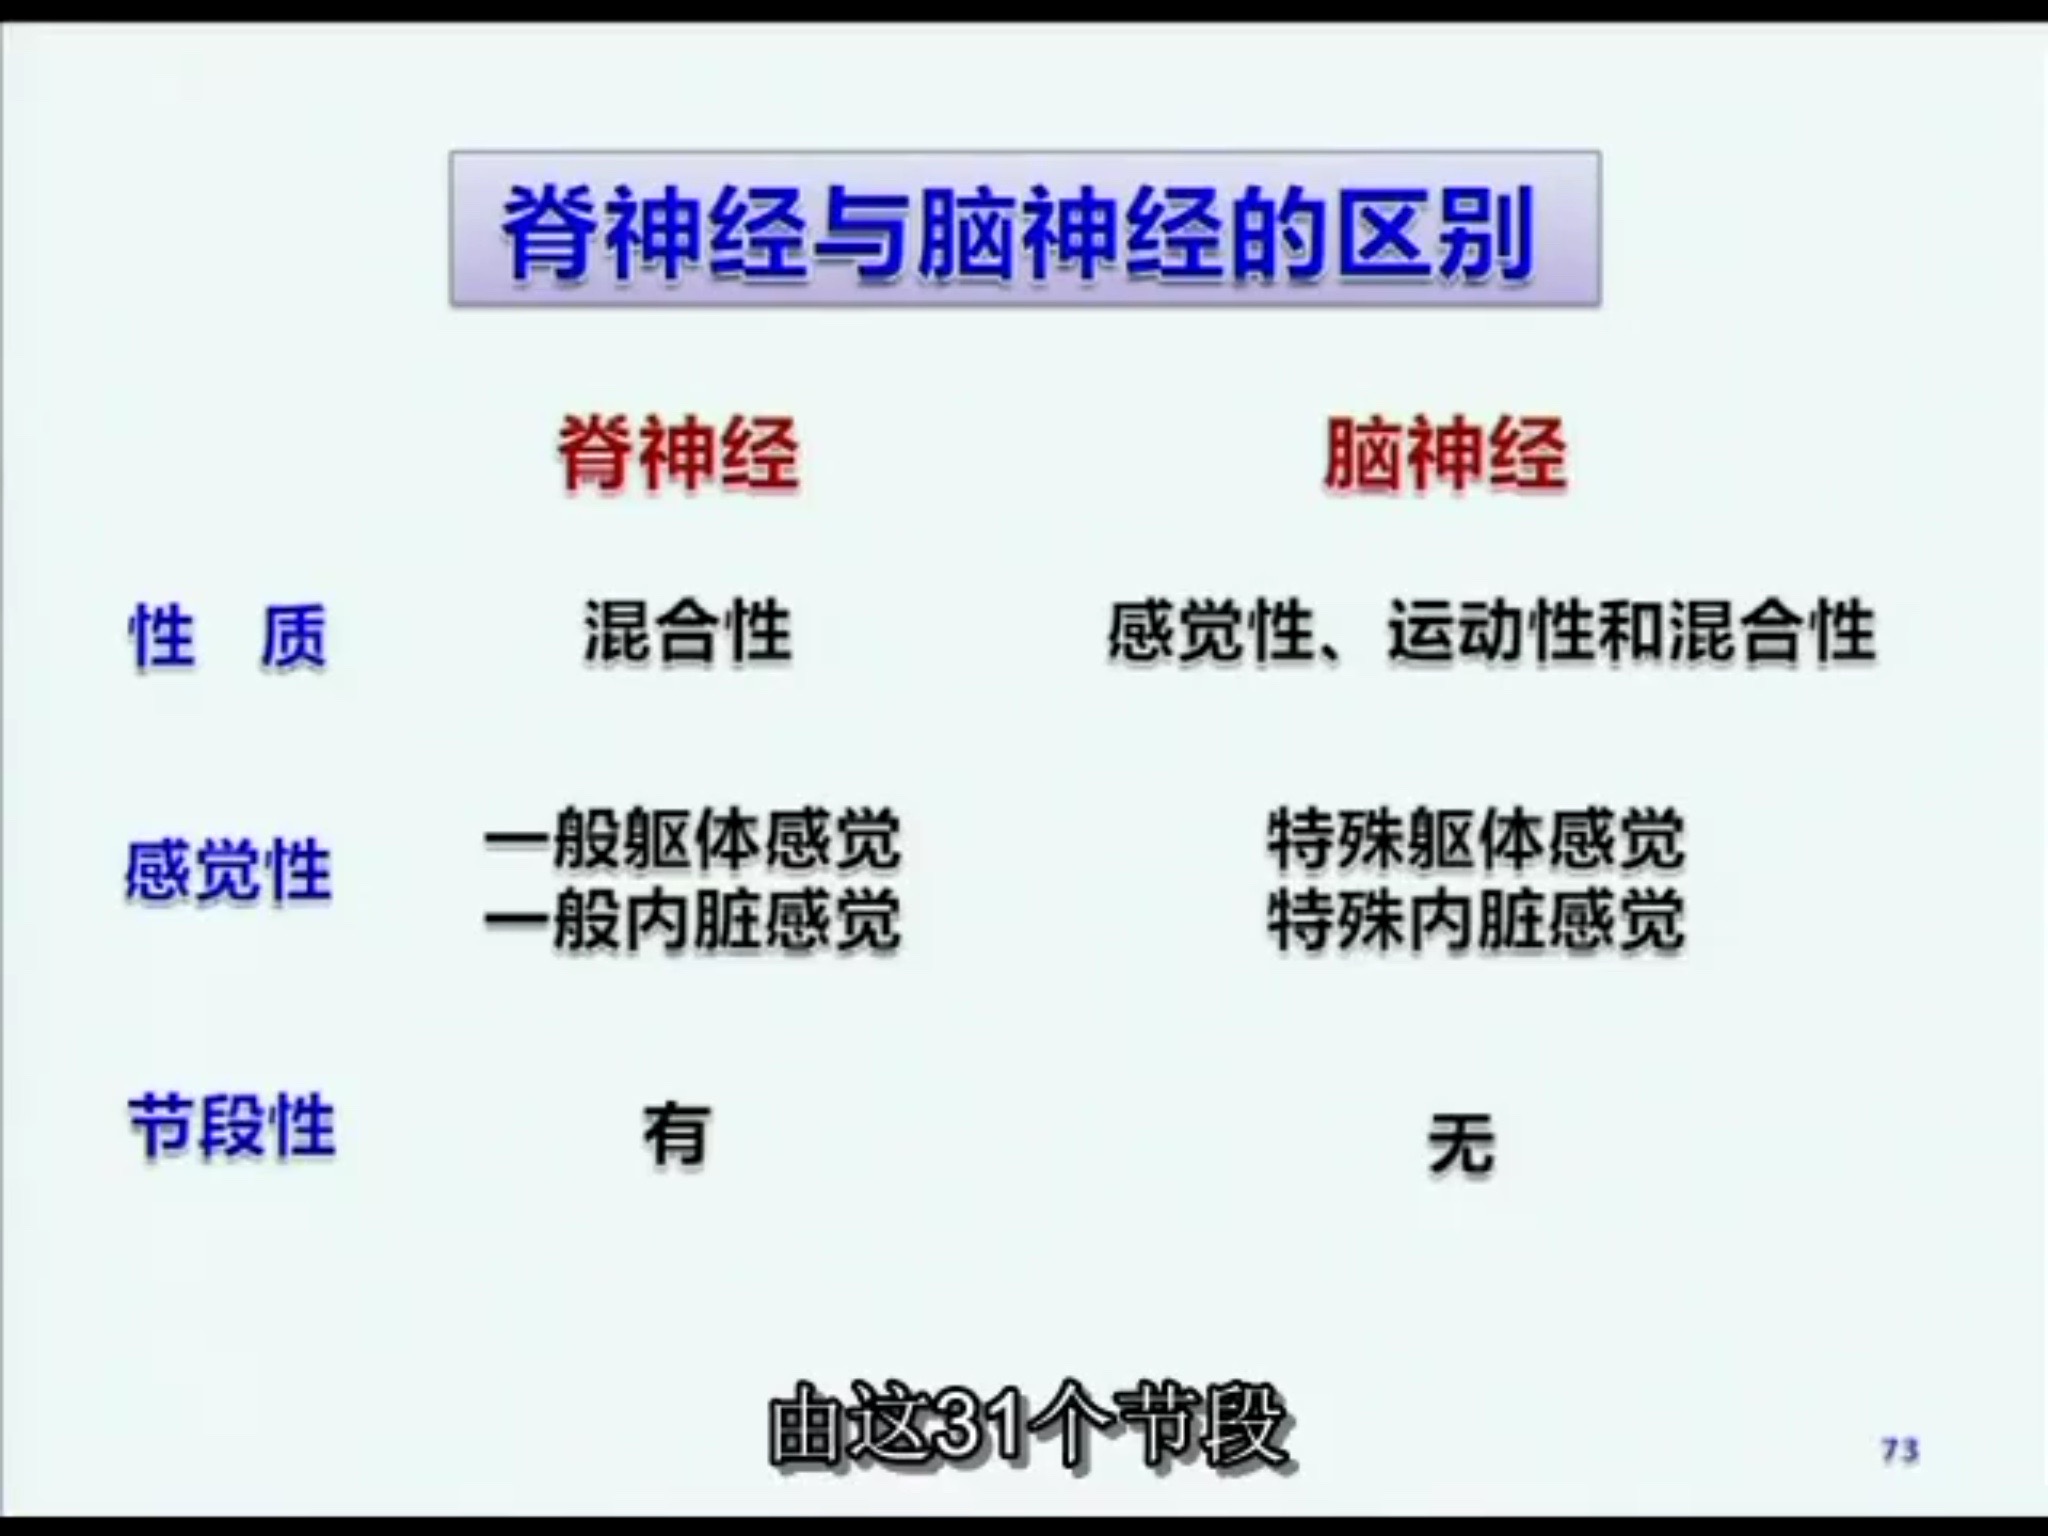 脊神经与脑神经的区别
脊神经 脑神经
性 质 混合性 感觉性、运动性和混合性
感觉性 一般躯体感觉 特殊躯体感觉
一般内脏感觉 特殊内脏感觉
节段性 有 无
由这31个节段
73